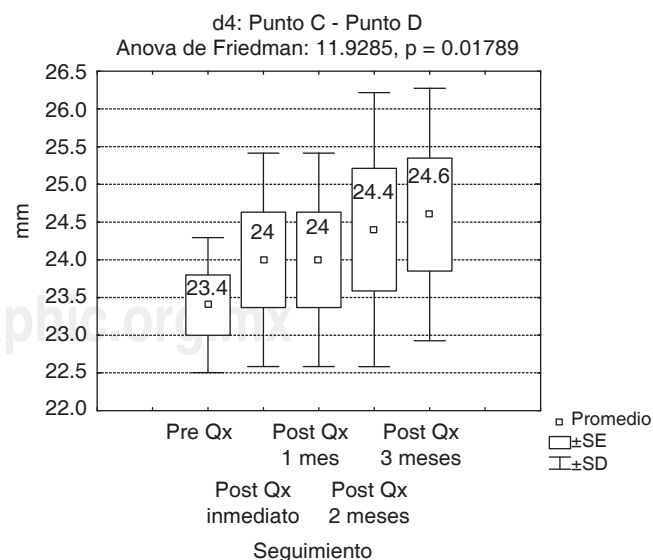 d4: Punto C - Punto D
Anova de Friedman: 11.9285, p = 0.01789
26.5
26.0
25.5
25.0
24.5
24.0
23.5
23.0
22.5
22.0
mm
23.4
24
24
24.4
24.6
phic.org.mx
Pre Qx
Post Qx
inmediato
Post Qx
1 mes
Post Qx
2 meses
Post Qx
3 meses
Seguimiento
Promedio
±SE
±SD